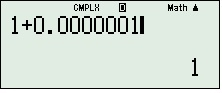 CMPLX D Math ▲
1+0.0000001
1